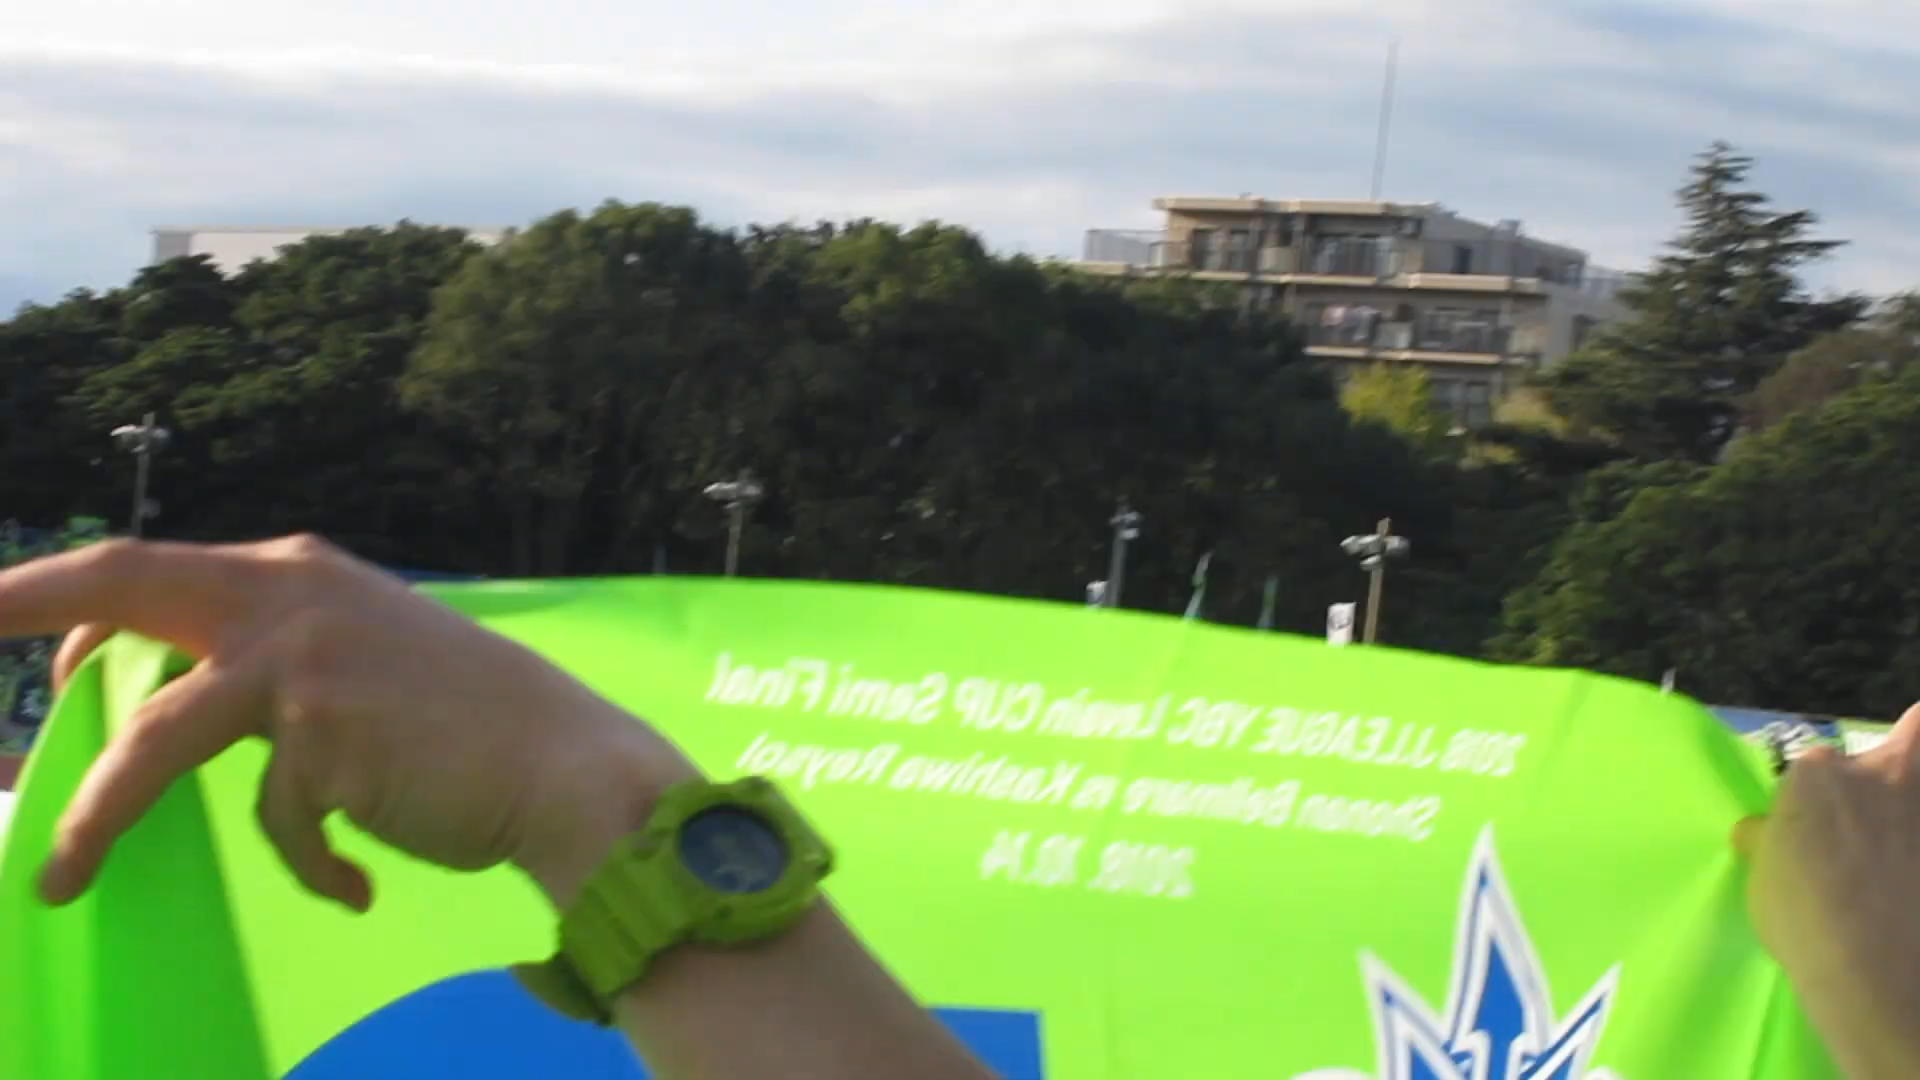 2018 J.LEAGUE YBC Levain CUP Semi Final
Shonan Bellmare vs Kashiwa Reysol
2018. 10.14